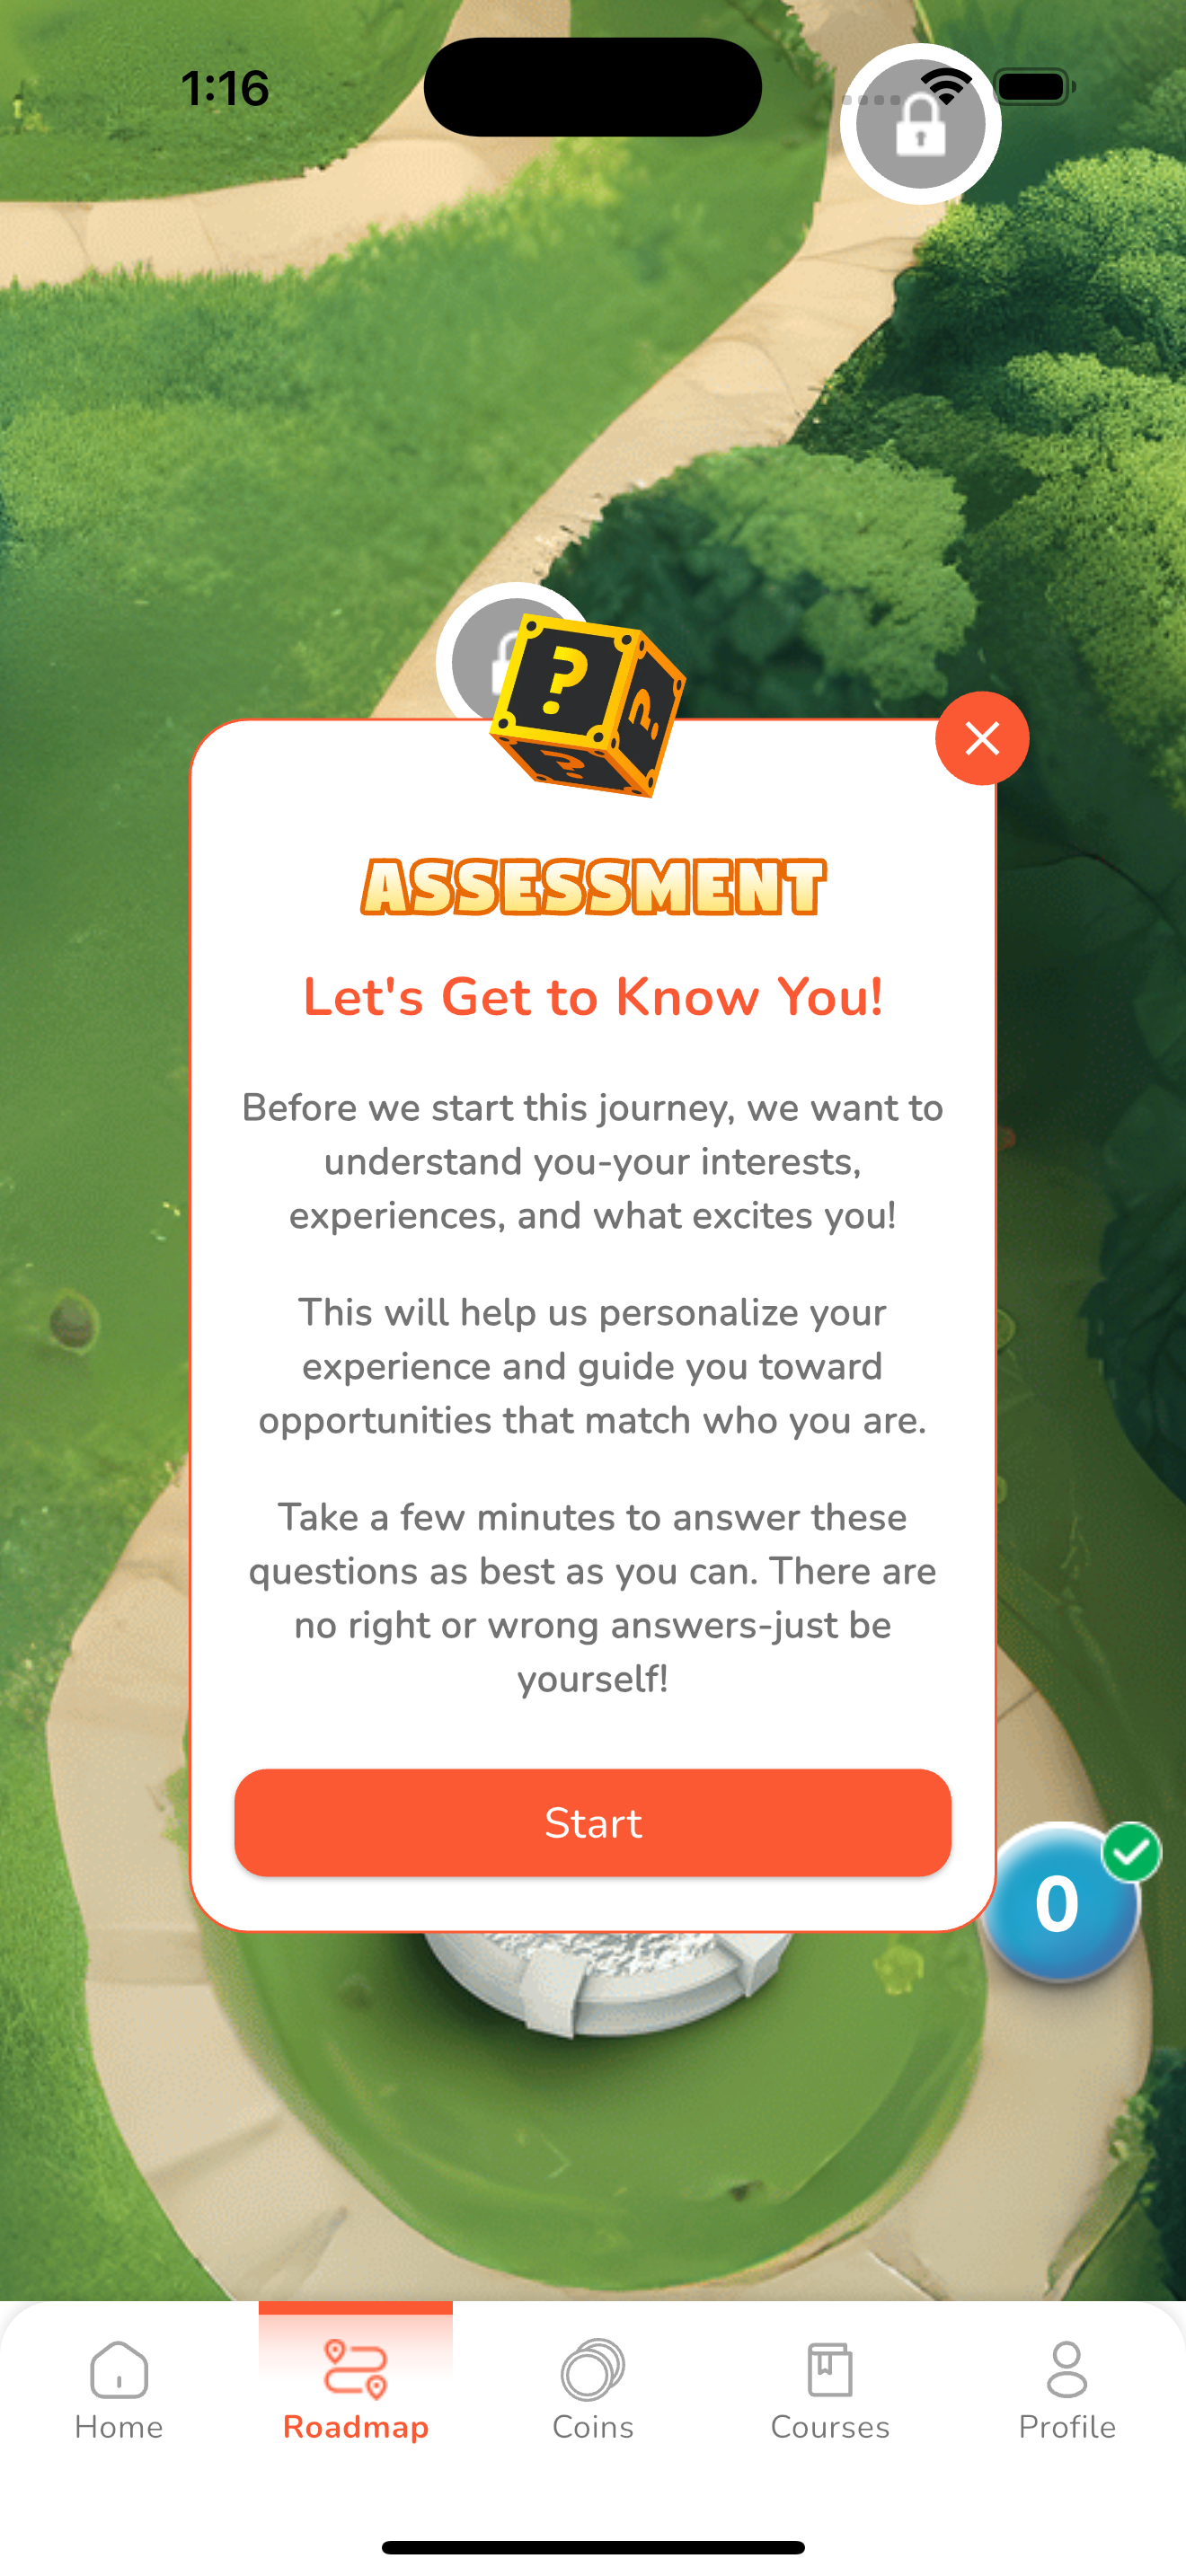 1:16
?
?
?
ASSESSMENT
Let's Get to Know You!
Before we start this journey, we want to
understand you-your interests,
experiences, and what excites you!
This will help us personalize your
experience and guide you toward
opportunities that match who you are.
Take a few minutes to answer these
questions as best as you can. There are
no right or wrong answers-just be
yourself!
Start
0
Home
Roadmap
Coins
Courses
Profile